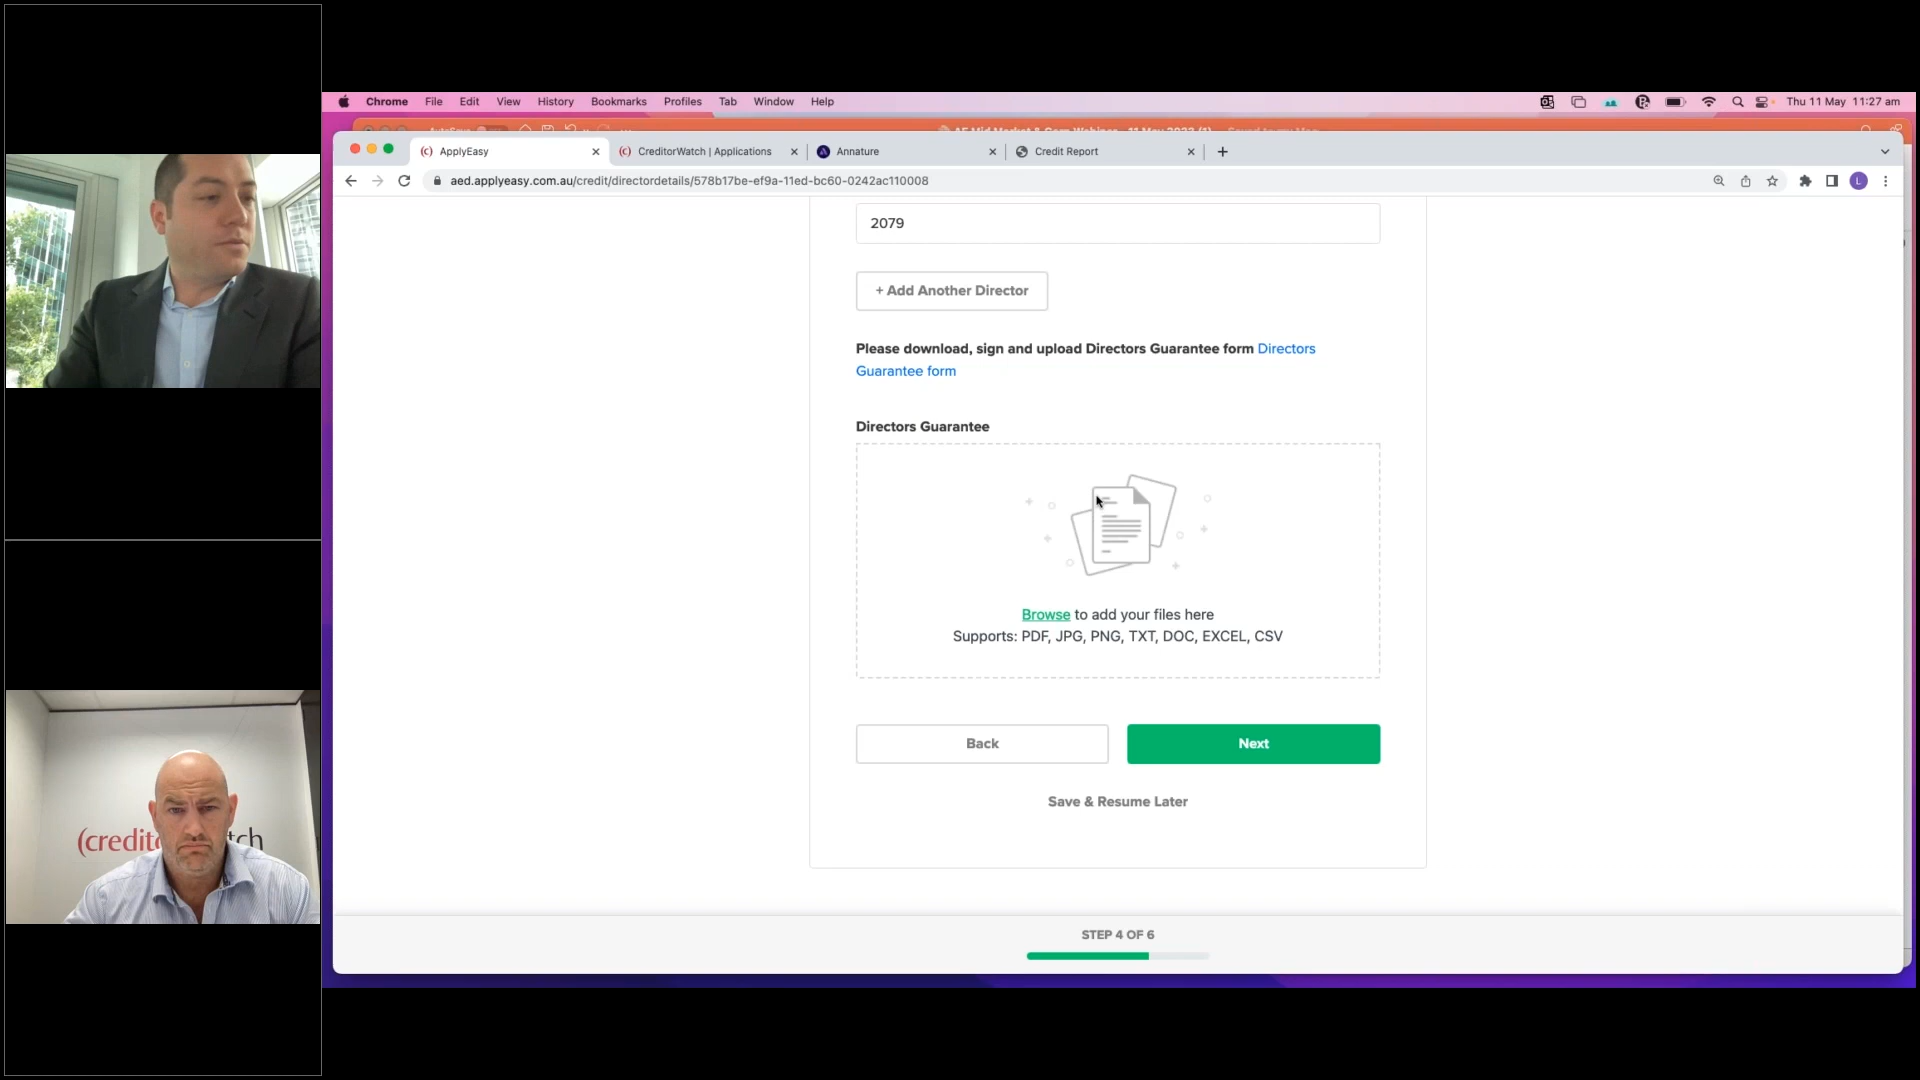 Chrome File Edit View History Bookmarks Profiles Tab Window Help Thu 11 May 11:27 am
ApplyEasy CreditorWatch | Applications Annature Credit Report
aed.applyeasy.com.au/credit/directordetails/578b17be-ef9a-11ed-bc60-0242ac110008 L
2079
+ Add Another Director
Please download, sign and upload Directors Guarantee form Directors
Guarantee form
Directors Guarantee
Browse to add your files here
Supports: PDF, JPG, PNG, TXT, DOC, EXCEL, CSV
Back Next
Save & Resume Later
STEP 4 OF 6